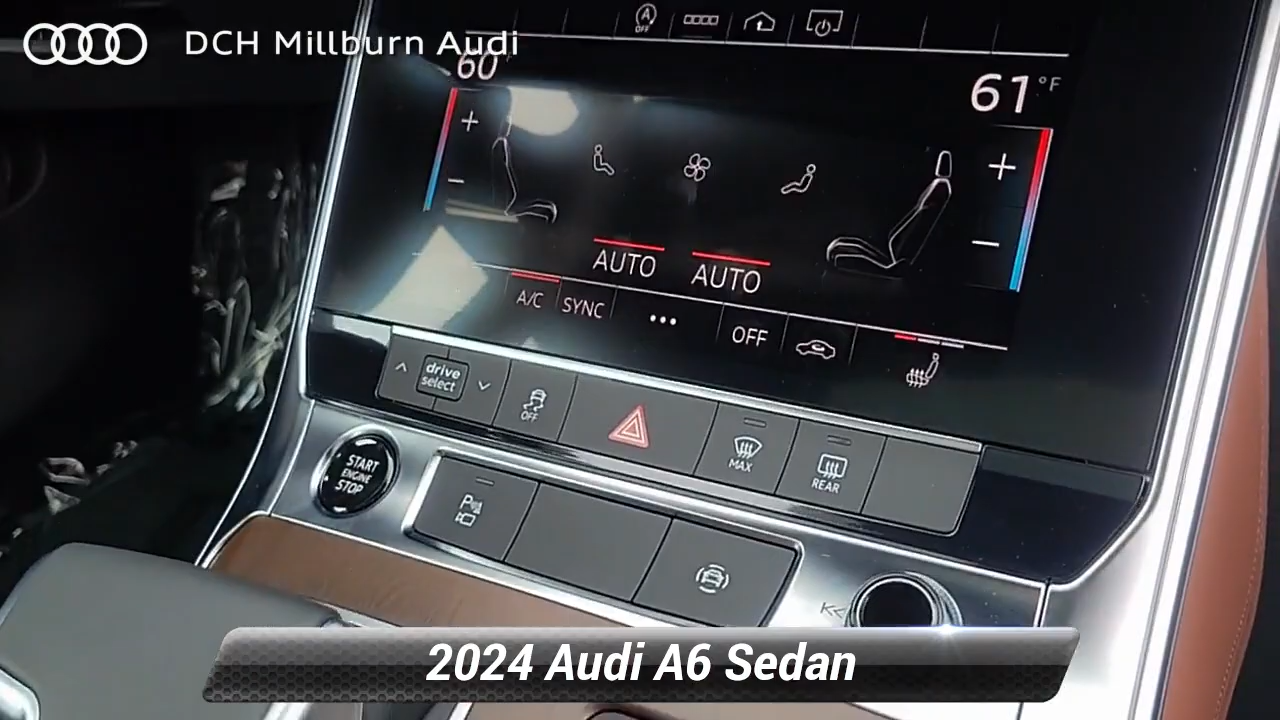 DCH Millburn Audi
OFF
60
61 °F
AUTO
AUTO
A/C
SYNC
OFF
drive
select
OFF
MAX
REAR
START
ENGINE
STOP
P
2024 Audi A6 Sedan